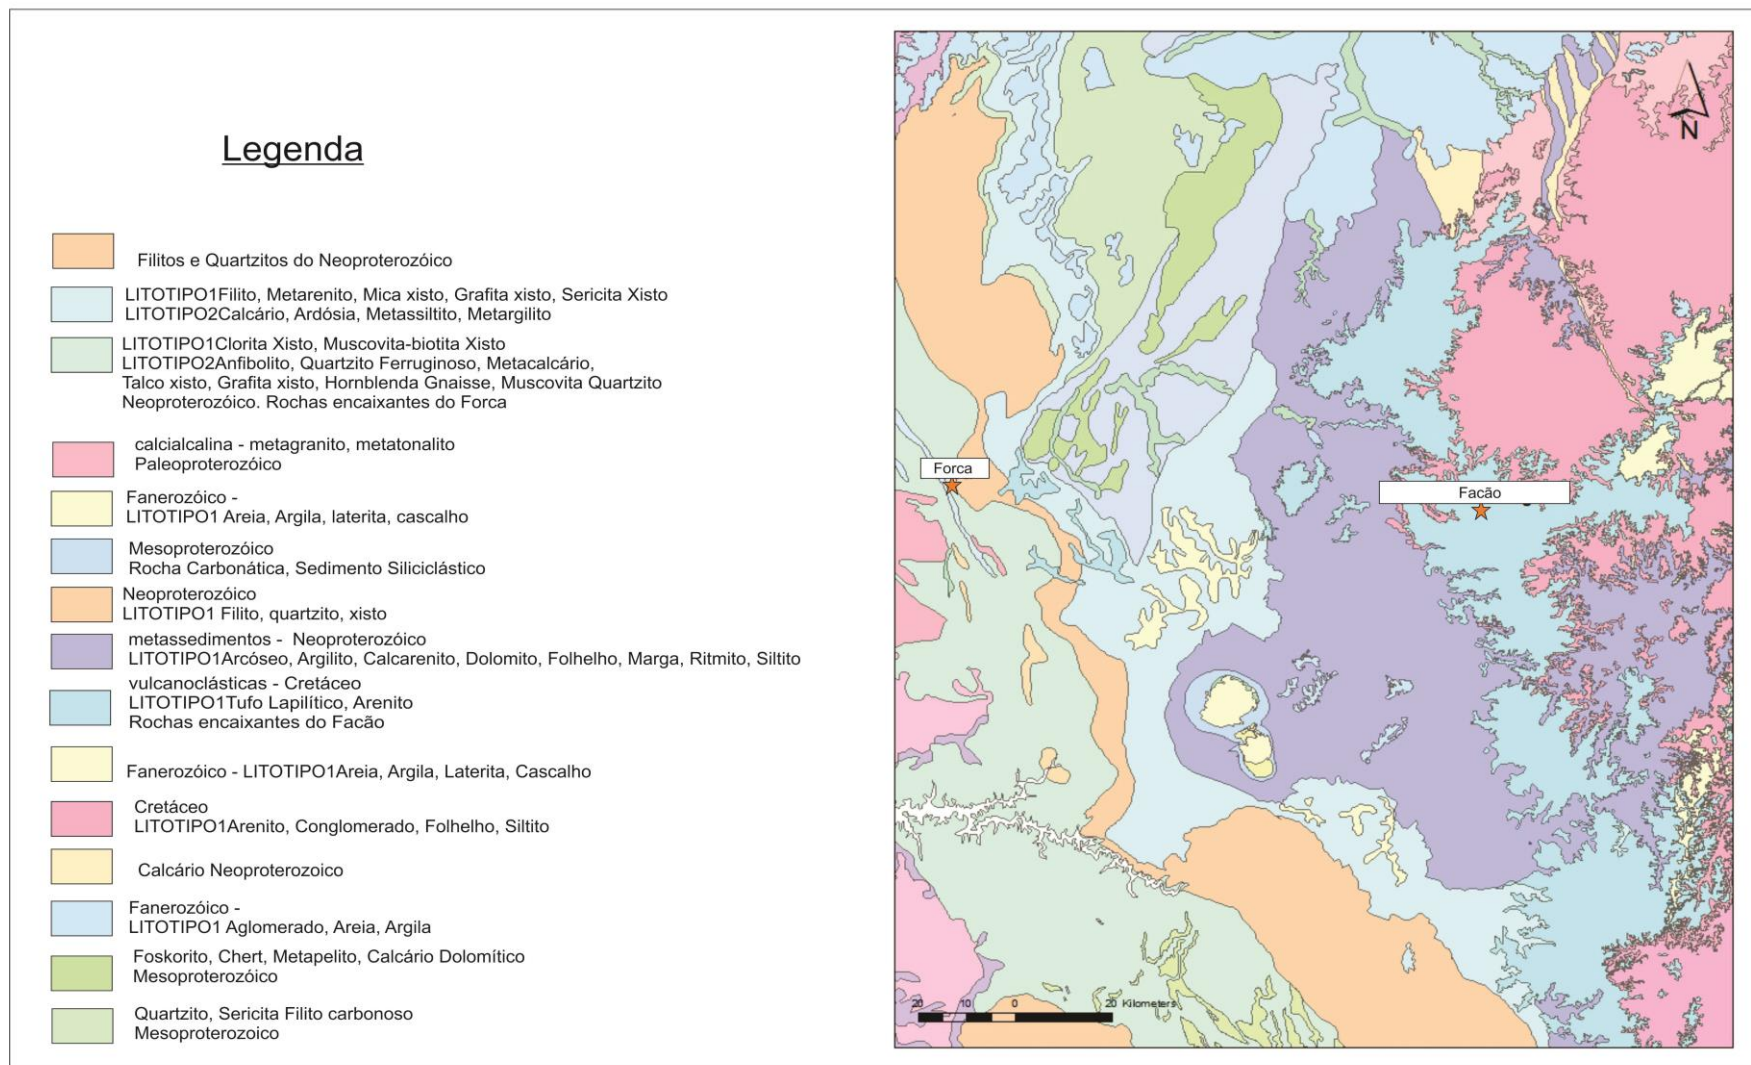 Legenda
Filitos e Quartzitos do Neoproterozóico
LITOTIPO1Filito, Metarenito, Mica xisto, Grafita xisto, Sericita Xisto
LITOTIPO2Calcário, Ardósia, Metassiltito, Metargilito
LITOTIPO1Clorita Xisto, Muscovita-biotita Xisto
LITOTIPO2Anfibolito, Quartzito Ferruginoso, Metacalcário,
Talco xisto, Grafita xisto, Hornblenda Gnaisse, Muscovita Quartzito
Neoproterozóico. Rochas encaixantes do Forca
calcialcalina - metagranito, metatonalito
Paleoproterozóico
Fanerozóico -
LITOTIPO1 Areia, Argila, laterita, cascalho
Mesoproterozóico
Rocha Carbonática, Sedimento Siliciclástico
Neoproterozóico
LITOTIPO1 Filito, quartzito, xisto
metassedimentos - Neoproterozóico
LITOTIPO1Arcóseo, Argilito, Calcarenito, Dolomito, Folhelho, Marga, Ritmito, Siltito
vulcanoclásticas - Cretáceo
LITOTIPO1Tufo Lapilítico, Arenito
Rochas encaixantes do Facão
Fanerozóico - LITOTIPO1Areia, Argila, Laterita, Cascalho
Cretáceo
LITOTIPO1Arenito, Conglomerado, Folhelho, Siltito
Calcário Neoproterozoico
Fanerozóico -
LITOTIPO1 Aglomerado, Areia, Argila
Foskorito, Chert, Metapelito, Calcário Dolomítico
Mesoproterozóico
Quartzito, Sericita Filito carbonoso
Mesoproterozoico
N
Forca
Facão
20 10 0 20 Kilometers